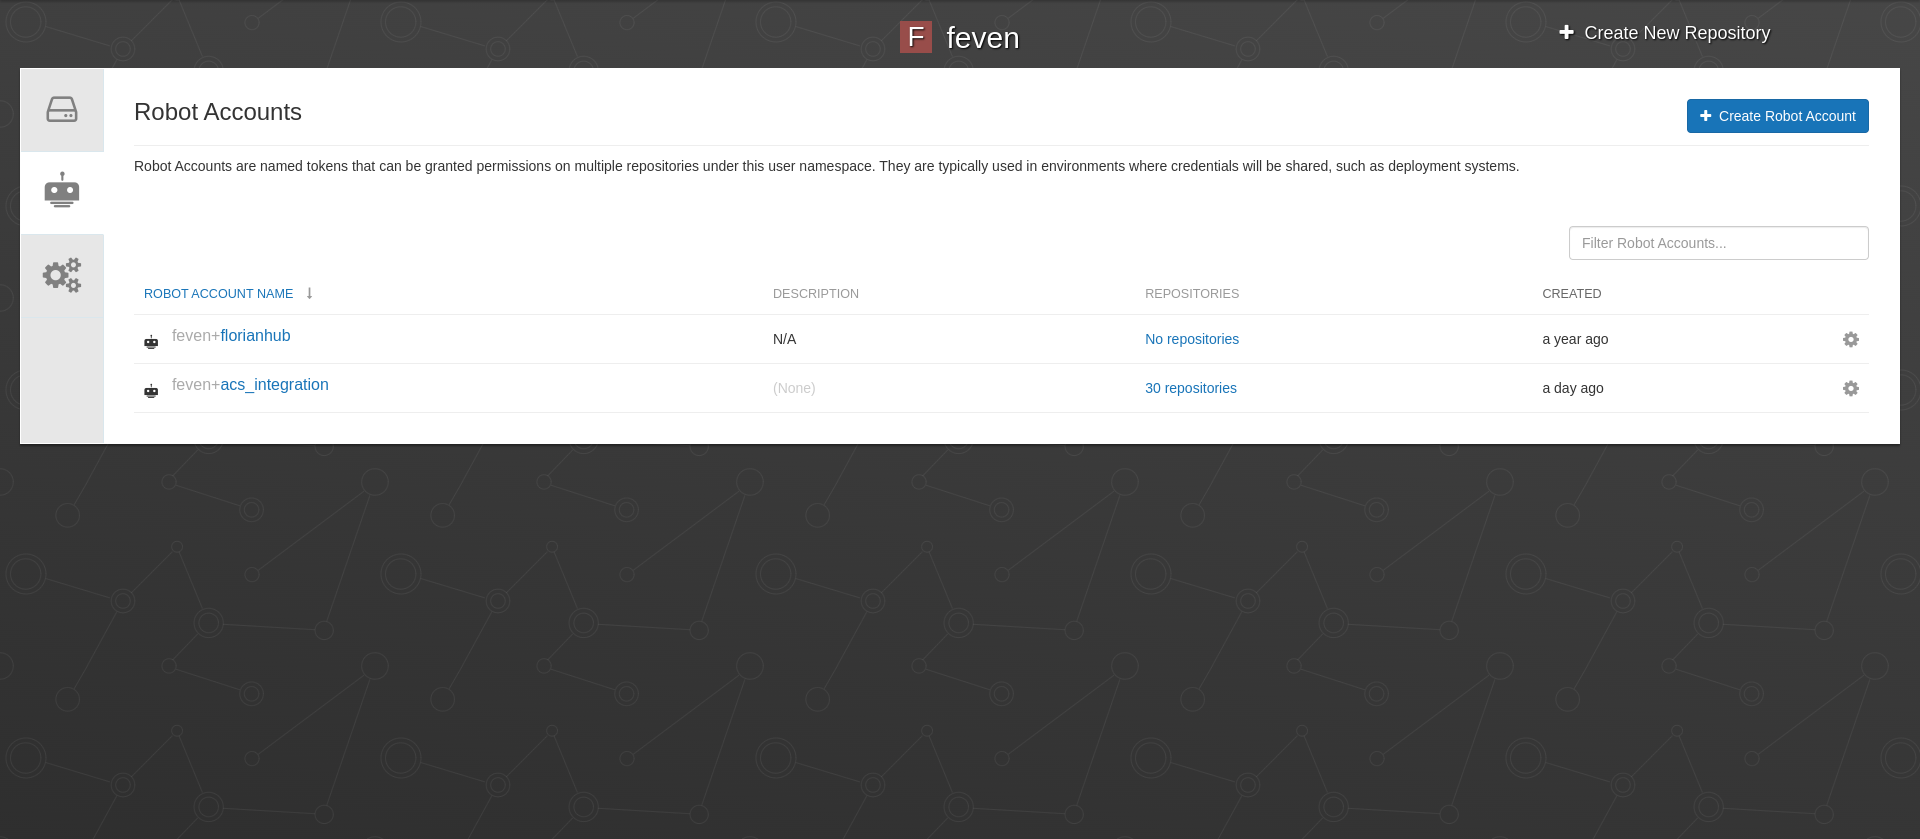 F feven
Create New Repository
Robot Accounts
Create Robot Account
Robot Accounts are named tokens that can be granted permissions on multiple repositories under this user namespace. They are typically used in environments where credentials will be shared, such as deployment systems.
Filter Robot Accounts...
ROBOT ACCOUNT NAME DESCRIPTION REPOSITORIES CREATED
feven+florianhub N/A No repositories a year ago
feven+acs_integration (None) 30 repositories a day ago